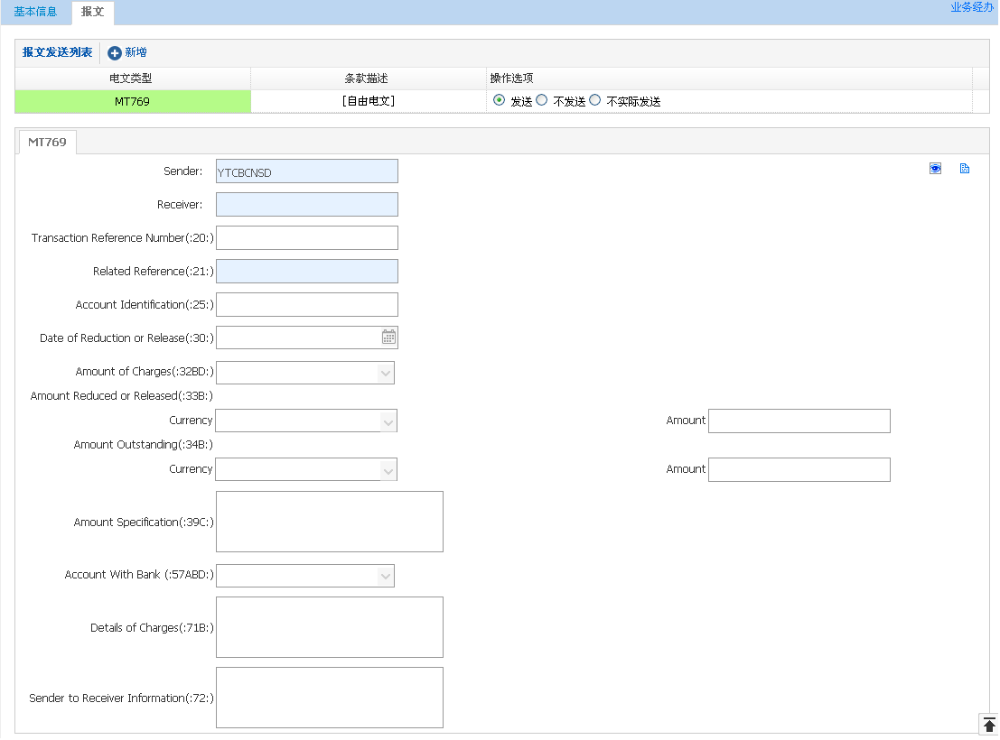 基本信息 报文 业务经办
报文发送列表 新增
电文类型 条款描述 操作选项
MT769 [自由电文] 发送 不发送 不实际发送
MT769
Sender: YTCBCNSD
Receiver:
Transaction Reference Number(:20:)
Related Reference(:21:)
Account Identification(:25:)
Date of Reduction or Release(:30:)
Amount of Charges(:32BD:)
Amount Reduced or Released(:33B:)
Currency Amount
Amount Outstanding(:34B:)
Currency Amount
Amount Specification(:39C:)
Account With Bank (:57ABD:)
Details of Charges(:71B:)
Sender to Receiver Information(:72:)